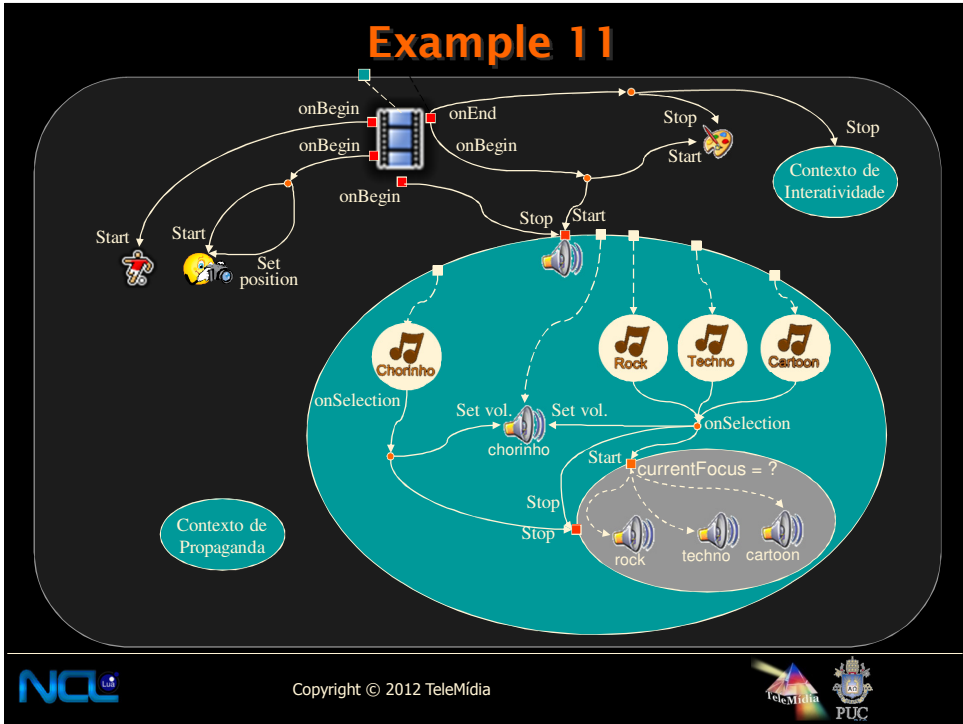 Example 11
onBegin
onEnd
Stop
Stop
onBegin
onBegin
Start
Contexto de
Interatividade
onBegin
Stop
Start
Start
Start
Set
position
Chorinho
Rock
Techno
Cartoon
onSelection
Set vol.
Set vol.
onSelection
chorinho
Start
currentFocus = ?
Stop
Stop
Contexto de
Propaganda
rock
techno
cartoon
NCL
Lua
Copyright © 2012 TeleMídia
TeleMídia
PUC